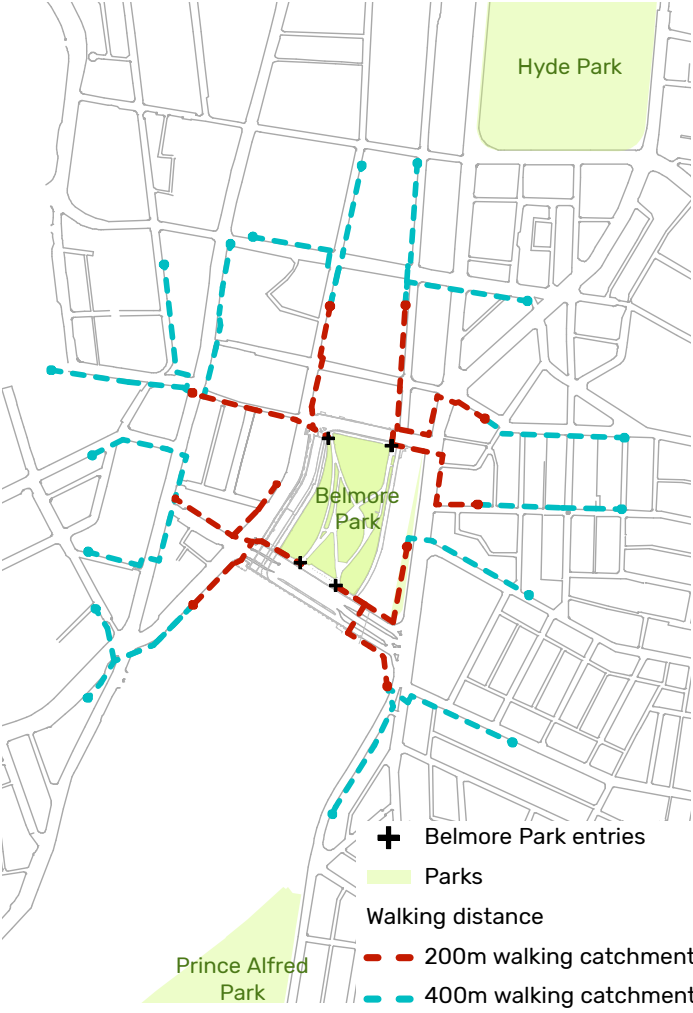 Hyde Park
Belmore
Park
Belmore Park entries
Parks
Walking distance
200m walking catchment
400m walking catchment
Prince Alfred
Park